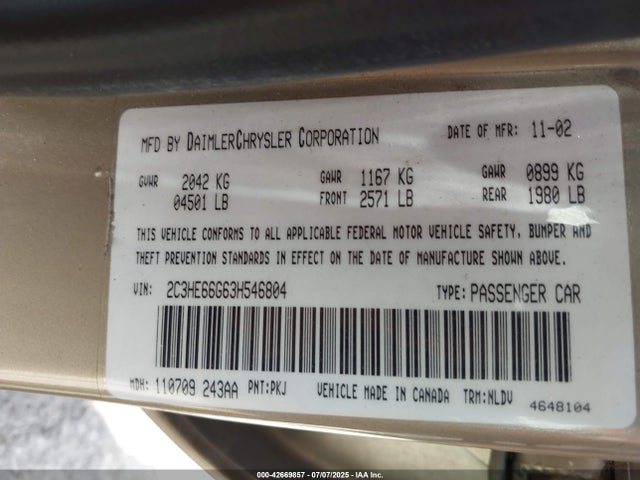 MFD BY DAIMLERCHRYSLER CORPORATION DATE OF MFR: 11-02
GVWR 2042 KG GAWR 1167 KG GAWR 0899 KG
04501 LB FRONT 2571 LB REAR 1980 LB
THIS VEHICLE CONFORMS TO ALL APPLICABLE FEDERAL MOTOR VEHICLE SAFETY, BUMPER AND
THEFT PREVENTION STANDARDS IN EFFECT ON THE DATE OF MANUFACTURE SHOWN ABOVE.
VIN: 2C3HE66G63H546804 TYPE: PASSENGER CAR
MDH: 110709 243AA PNT: PKJ VEHICLE MADE IN CANADA TRM: NLDV
4648104
000-42669857 - 07/07/2025 - IAA Inc.